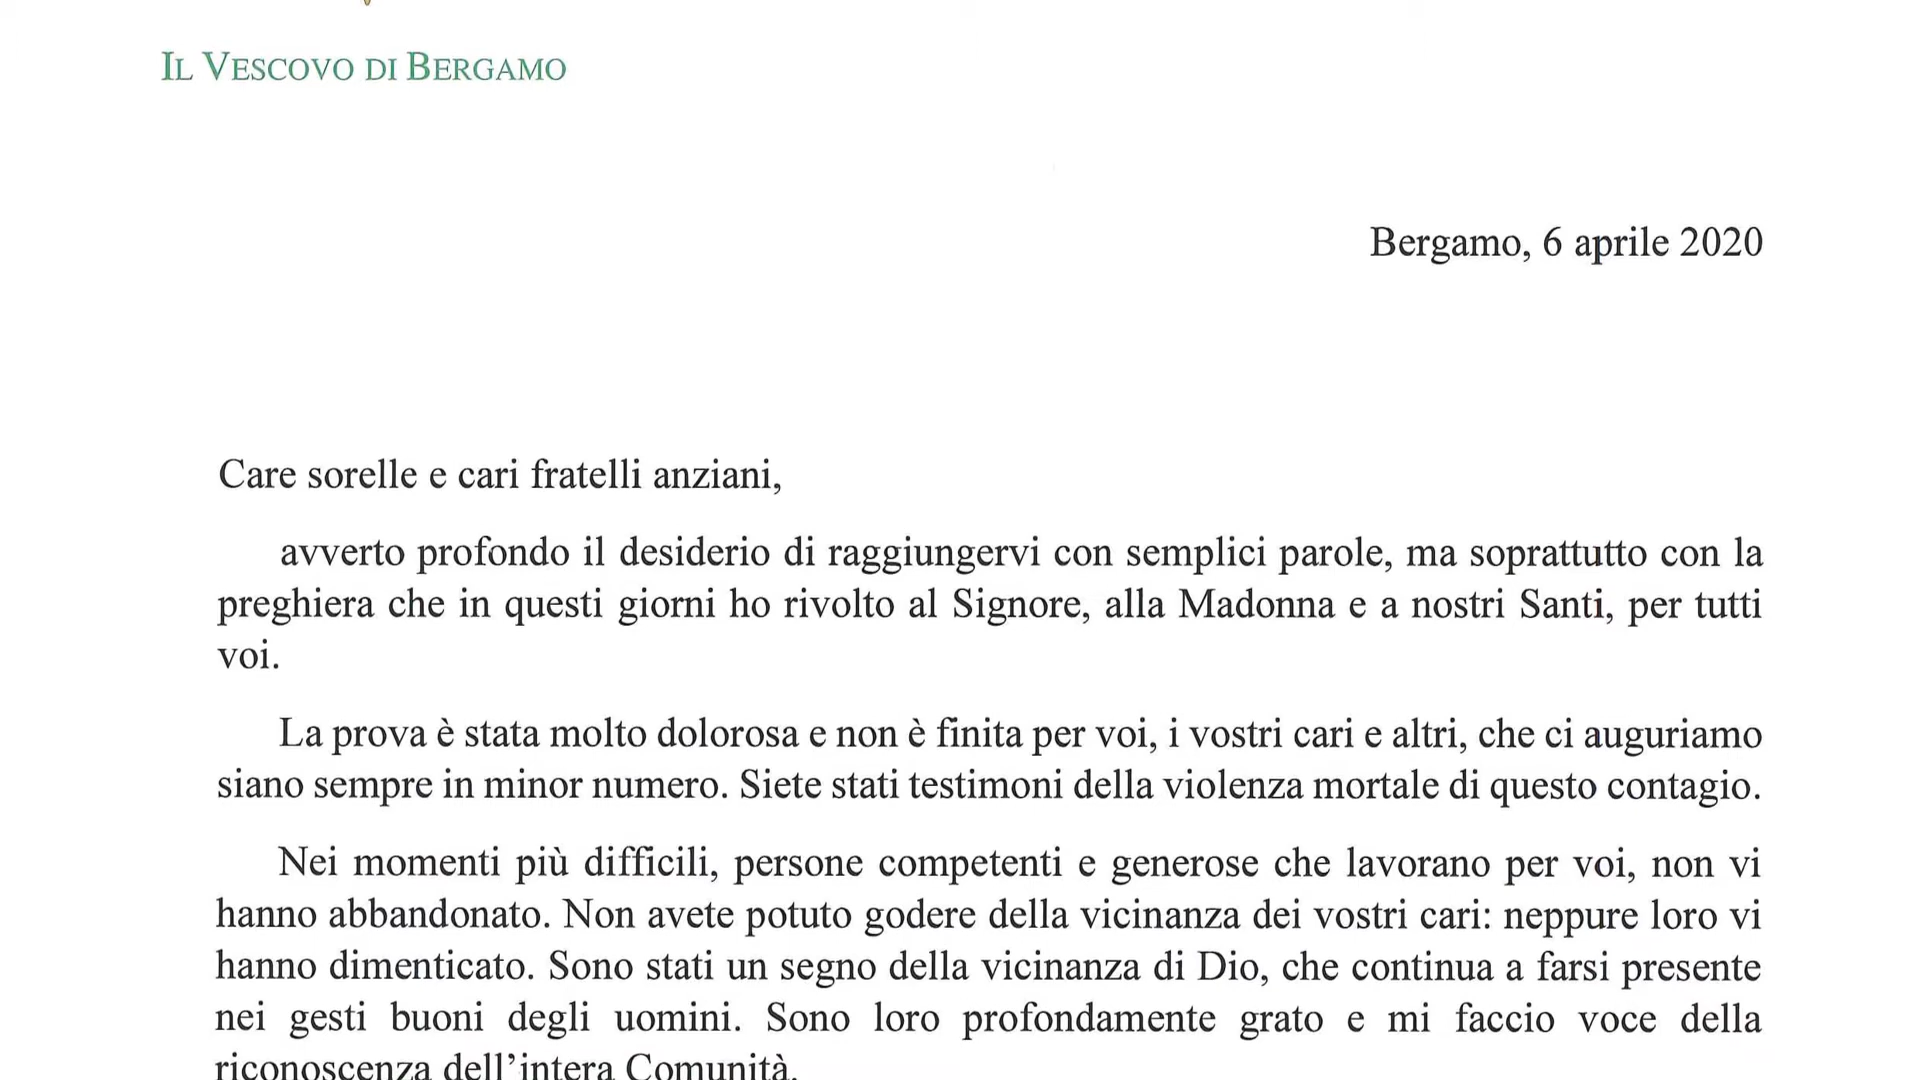 IL VESCOVO DI BERGAMO
Bergamo, 6 aprile 2020
Care sorelle e cari fratelli anziani,
avverto profondo il desiderio di raggiungervi con semplici parole, ma soprattutto con la
preghiera che in questi giorni ho rivolto al Signore, alla Madonna e a nostri Santi, per tutti
voi.
La prova è stata molto dolorosa e non è finita per voi, i vostri cari e altri, che ci auguriamo
siano sempre in minor numero. Siete stati testimoni della violenza mortale di questo contagio.
Nei momenti più difficili, persone competenti e generose che lavorano per voi, non vi
hanno abbandonato. Non avete potuto godere della vicinanza dei vostri cari: neppure loro vi
hanno dimenticato. Sono stati un segno della vicinanza di Dio, che continua a farsi presente
nei gesti buoni degli uomini. Sono loro profondamente grato e mi faccio voce della
riconoscenza dell’intera Comunità.